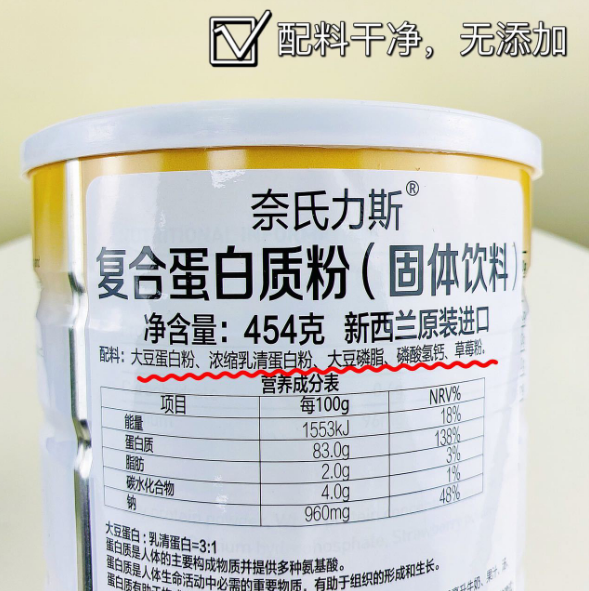 配料干净，无添加
奈氏力斯®
复合蛋白质粉（固体饮料）
净含量：454克 新西兰原装进口
配料：大豆蛋白粉、浓缩乳清蛋白粉、大豆磷脂、磷酸氢钙、草莓粉。
营养成分表
项目 每100g NRV%
能量 1553kJ 18%
蛋白质 83.0g 138%
脂肪 2.0g 3%
碳水化合物 4.0g 1%
钠 960mg 48%
大豆蛋白：乳清蛋白=3:1
蛋白质是人体的主要构成物质并提供多种氨基酸。
蛋白质是人体生命活动中必需的重要物质，有助于组织的形成和生长。